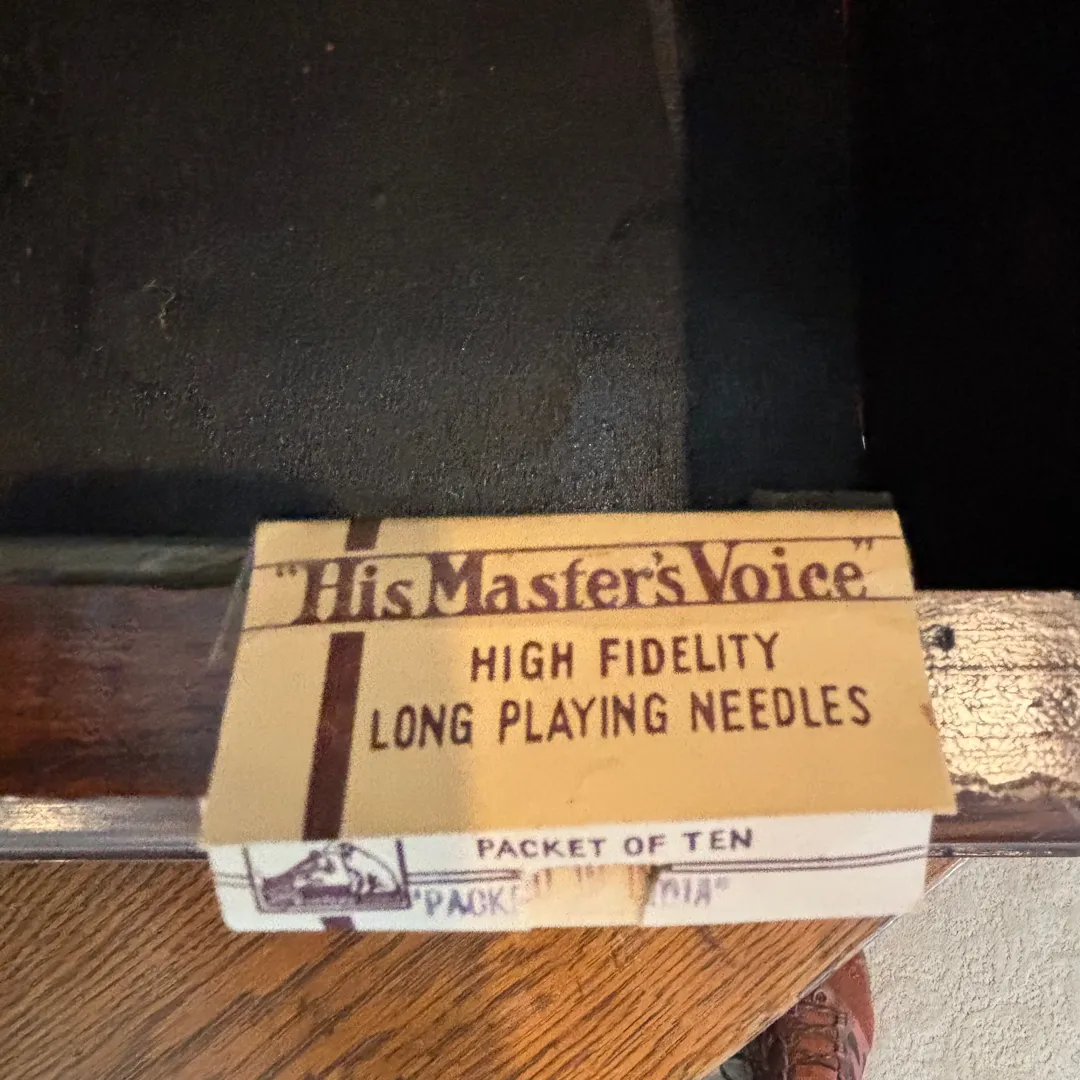 "His Master's Voice"
HIGH FIDELITY
LONG PLAYING NEEDLES
PACKET OF TEN